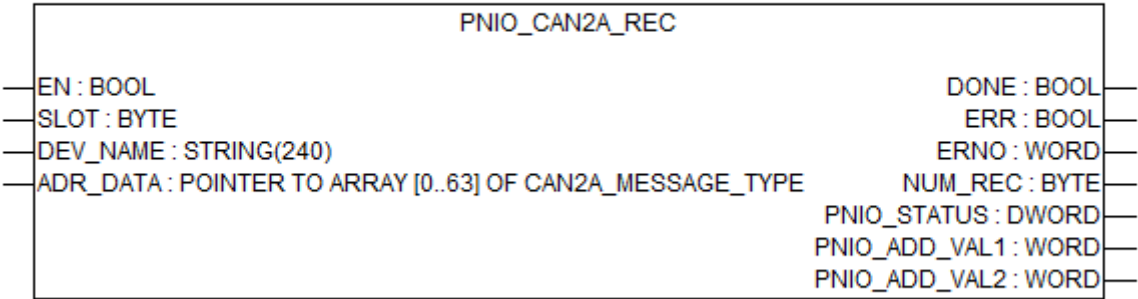 PNIO_CAN2A_REC
EN : BOOL DONE : BOOL
SLOT : BYTE ERR : BOOL
DEV_NAME : STRING(240) ERNO : WORD
ADR_DATA : POINTER TO ARRAY [0..63] OF CAN2A_MESSAGE_TYPE NUM_REC : BYTE
PNIO_STATUS : DWORD
PNIO_ADD_VAL1 : WORD
PNIO_ADD_VAL2 : WORD